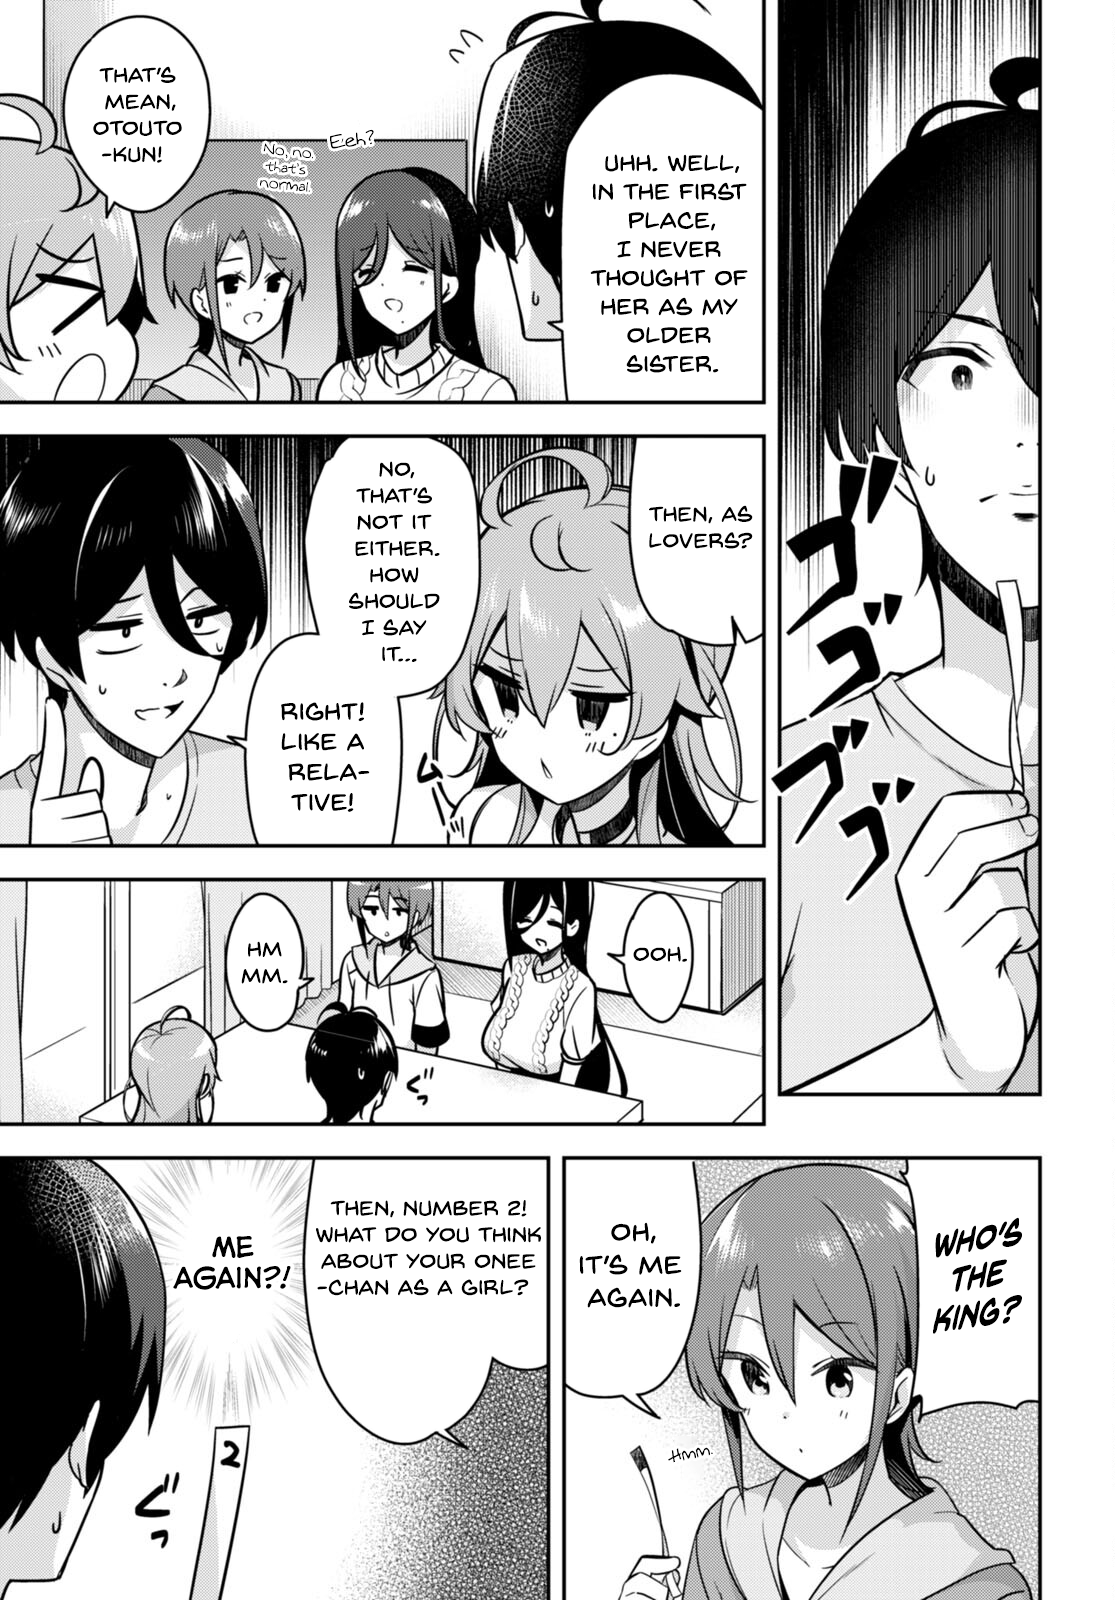 ゴゴゴゴゴゴ
UHH. WELL,
IN THE FIRST
PLACE,
I NEVER
THOUGHT OF
HER AS MY
OLDER
SISTER.
Eeh?
No, no.
that's
normal.
THAT'S
MEAN,
OTOUTO
-KUN!
THEN, AS
LOVERS?
NO,
THAT'S
NOT IT
EITHER.
HOW
SHOULD
I SAY
IT...
RIGHT!
LIKE A
RELA-
TIVE!
OOH.
HM
MM.
WHO'S
THE
KING?
OH,
IT'S ME
AGAIN.
Hmm.
THEN, NUMBER 2!
WHAT DO YOU THINK
ABOUT YOUR ONEE
-CHAN AS A GIRL?
ME
AGAIN?!
2